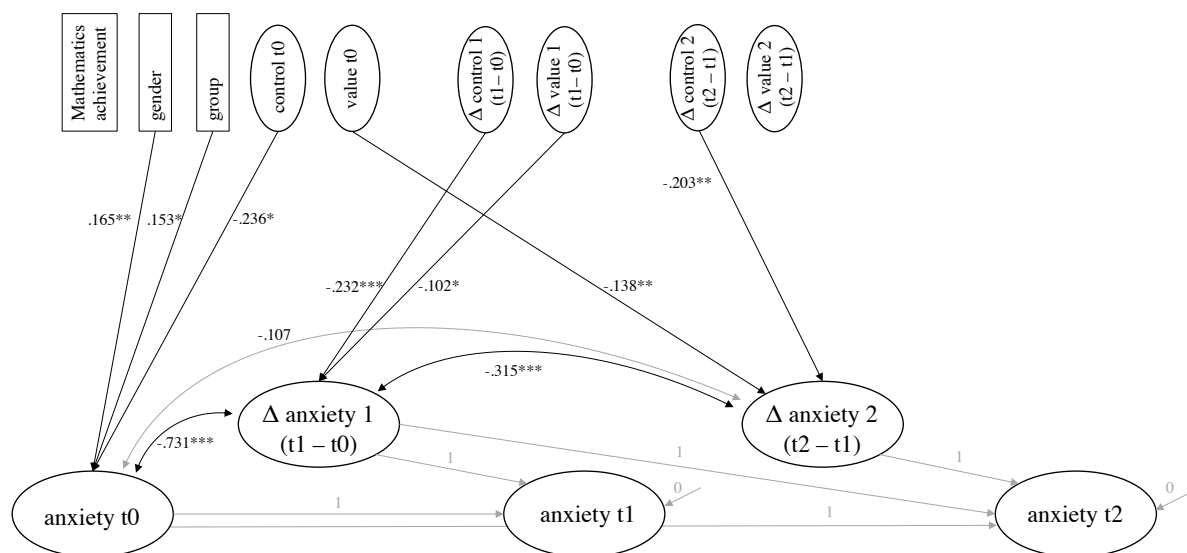 Mathematics
achievement
gender
group
control t0
value t0
Δ control 1
(t1– t0)
Δ value 1
(t1– t0)
Δ control 2
(t2 – t1)
Δ value 2
(t2 – t1)
.165**
.153*
-.236*
-.203**
-.232***
-.102*
-.138**
-.107
-.315***
-.731***
Δ anxiety 1
(t1 – t0)
Δ anxiety 2
(t2 – t1)
1
1
1
0
0
anxiety t0
1
anxiety t1
1
anxiety t2